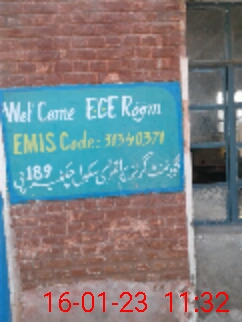 Wel Come ECE Room
EMIS Code: 31340371
گورنمنٹ گرلز پرائمری سکول چک نمبر 189 پی
16-01-23 11:32